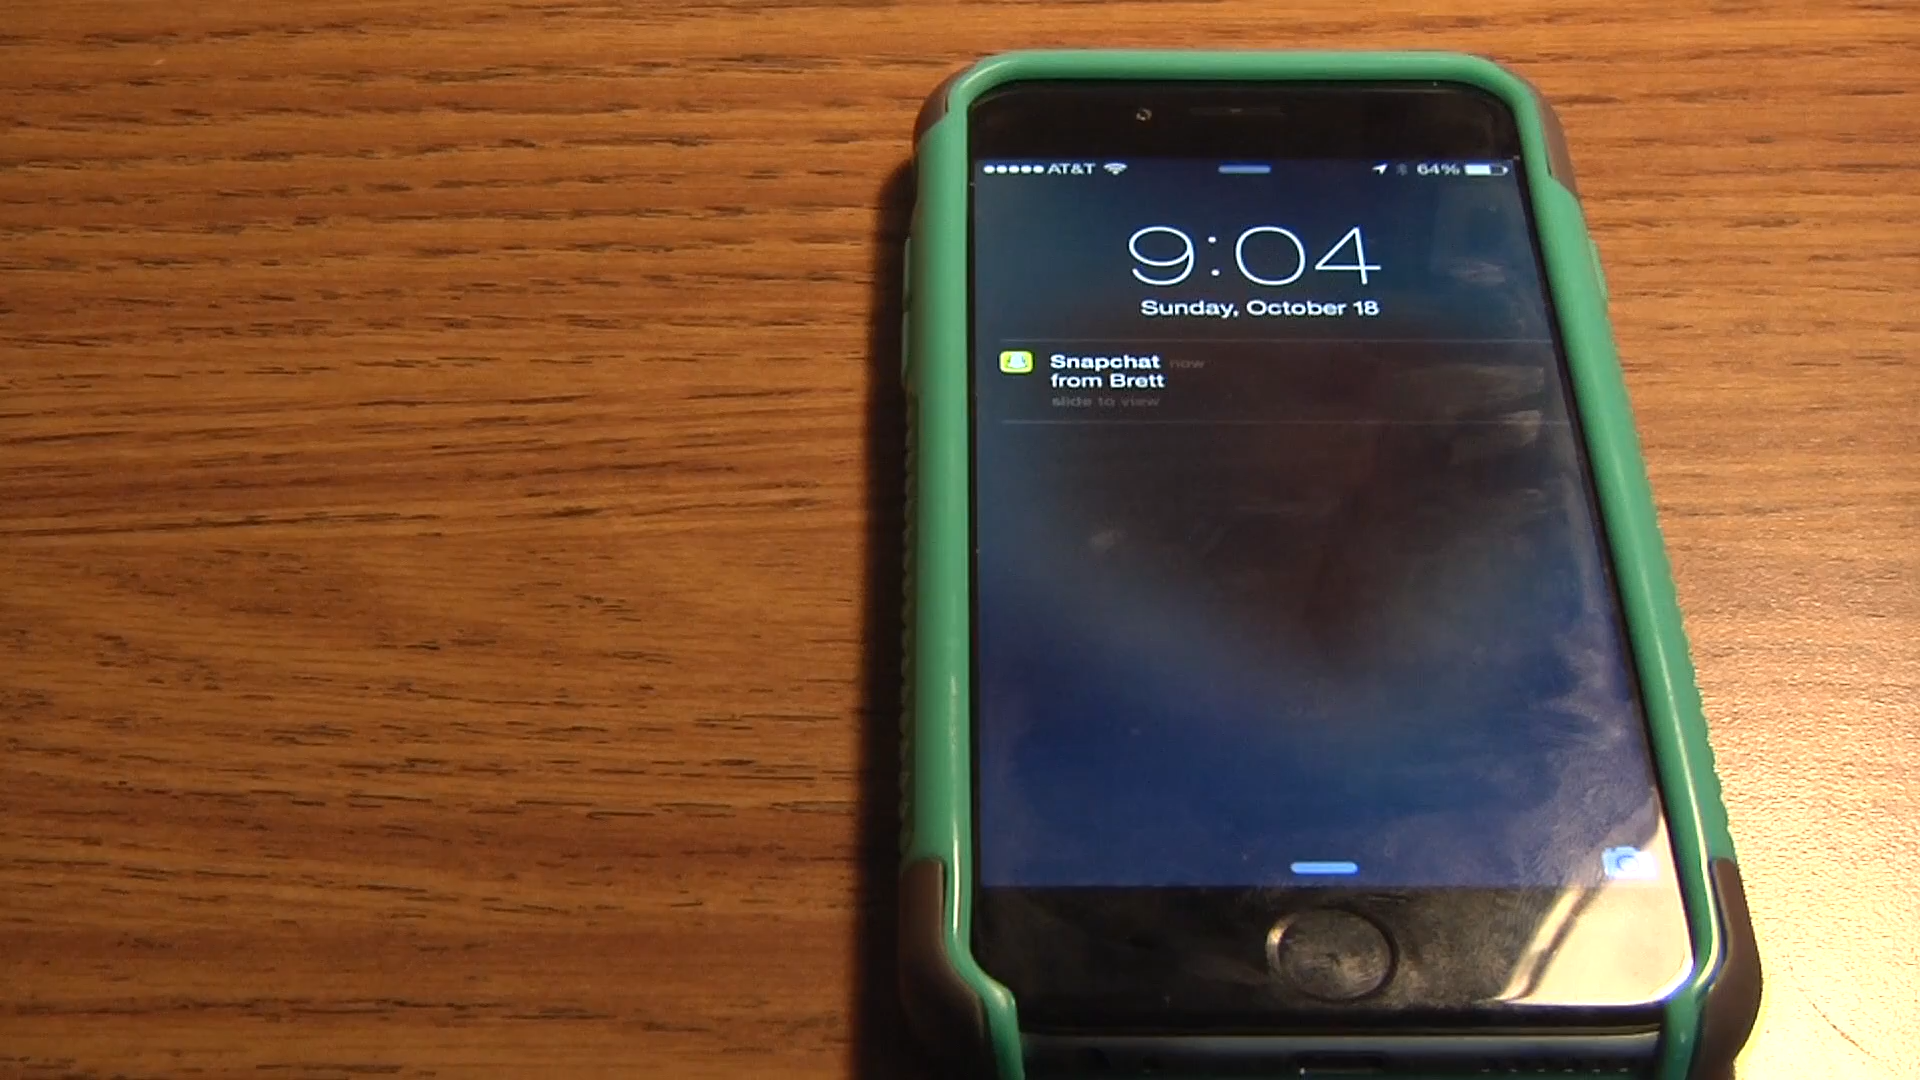 AT&T 64%
9:04
Sunday, October 18
Snapchat now
from Brett
slide to view